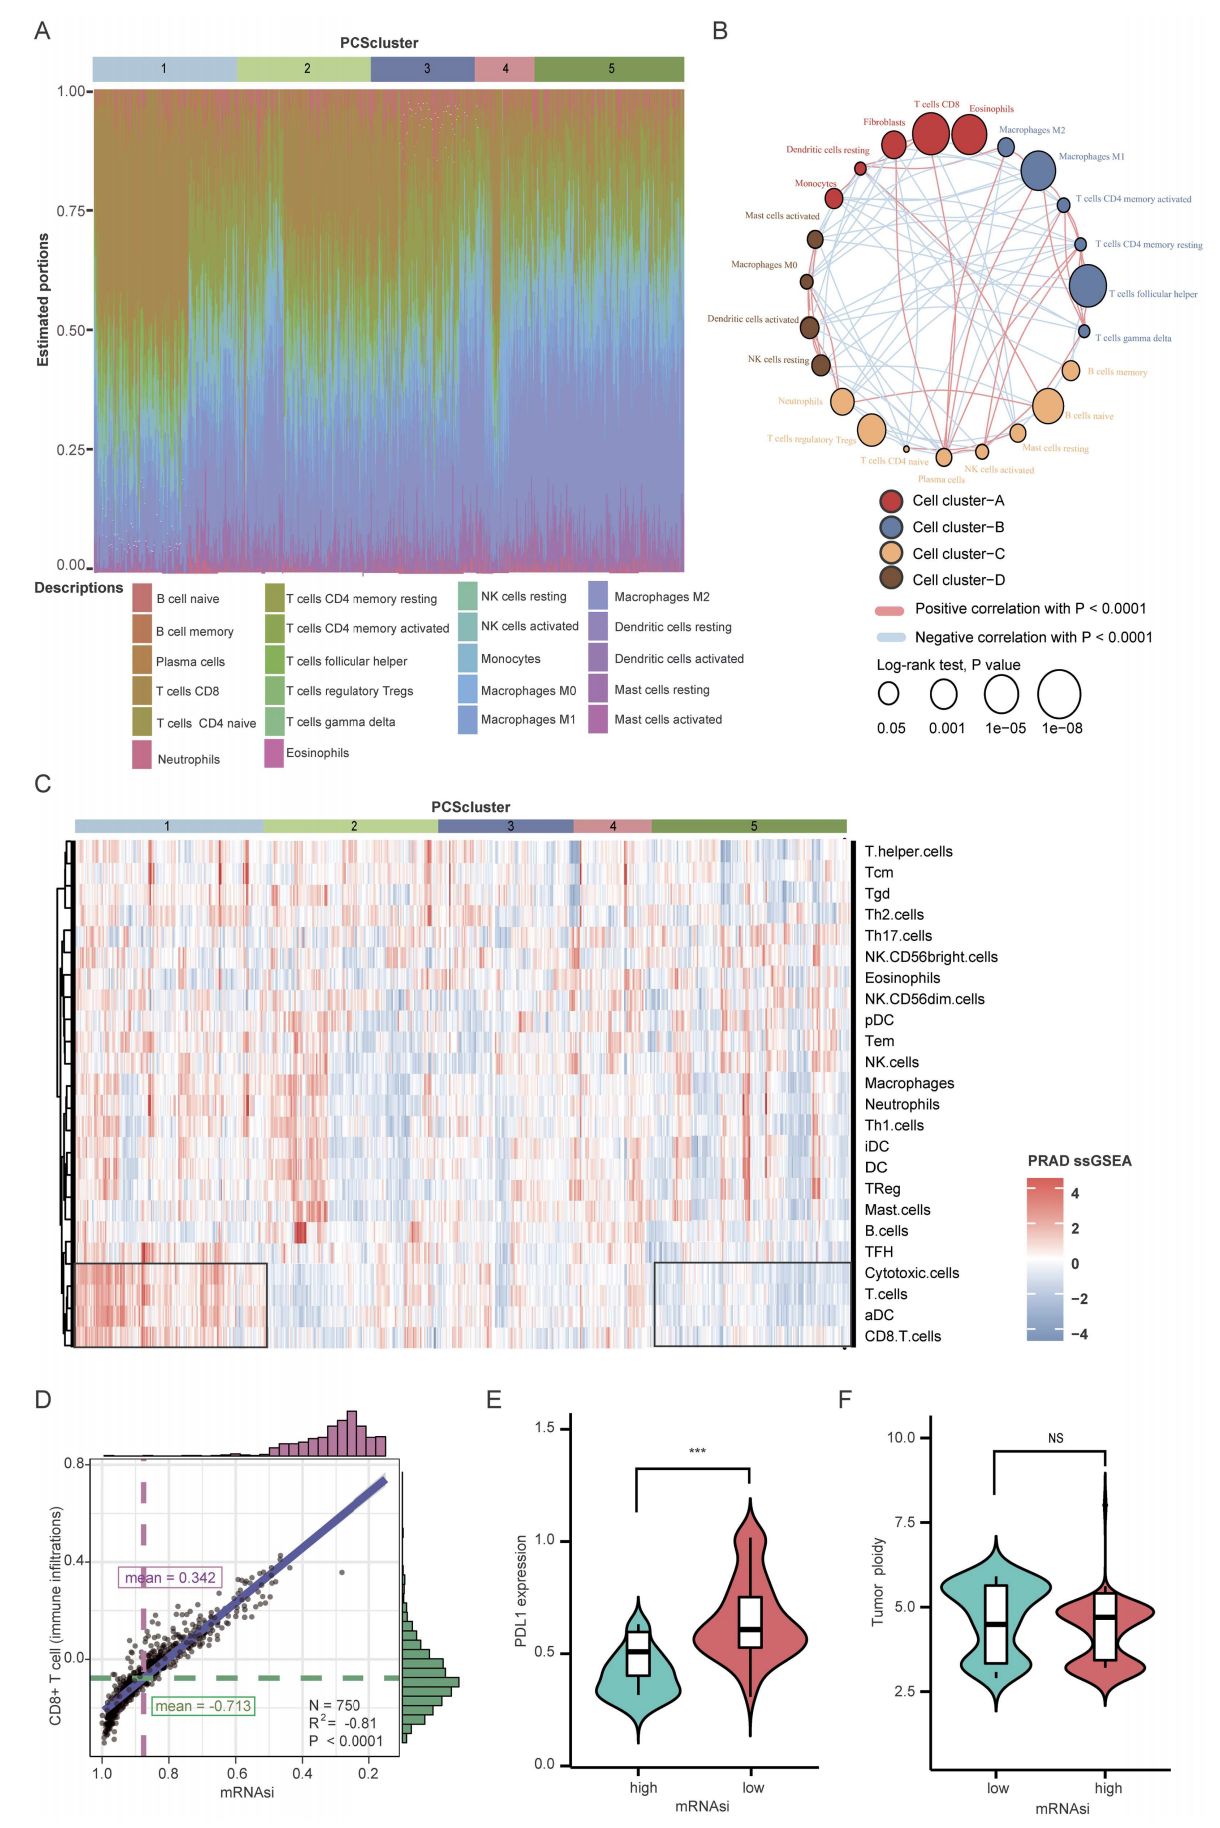 A
PCScluster
1 2 3 4 5
1.00
0.75
0.50
0.25
0.00
Estimated portions
Descriptions
B cell naive
B cell memory
Plasma cells
T cells CD8
T cells CD4 naive
Neutrophils
T cells CD4 memory resting
T cells CD4 memory activated
T cells follicular helper
T cells regulatory Tregs
T cells gamma delta
Eosinophils
NK cells resting
NK cells activated
Monocytes
Macrophages M0
Macrophages M1
Macrophages M2
Dendritic cells resting
Dendritic cells activated
Mast cells resting
Mast cells activated
B
T cells CD8
Eosinophils
Fibroblasts
Macrophages M2
Dendritic cells resting
Macrophages M1
Monocytes
T cells CD4 memory activated
Mast cells activated
T cells CD4 memory resting
Macrophages M0
T cells follicular helper
Dendritic cells activated
T cells gamma delta
NK cells resting
B cells memory
Neutrophils
B cells naive
T cells regulatory Tregs
Mast cells resting
T cells CD4 naive
NK cells activated
Plasma cells
Cell cluster−A
Cell cluster−B
Cell cluster−C
Cell cluster−D
Positive correlation with P < 0.0001
Negative correlation with P < 0.0001
Log-rank test, P value
0.05 0.001 1e-05 1e-08
C
PCScluster
1 2 3 4 5
T.helper.cells
Tcm
Tgd
Th2.cells
Th17.cells
NK.CD56bright.cells
Eosinophils
NK.CD56dim.cells
pDC
Tem
NK.cells
Macrophages
Neutrophils
Th1.cells
iDC
DC
TReg
Mast.cells
B.cells
TFH
Cytotoxic.cells
T.cells
aDC
CD8.T.cells
PRAD ssGSEA
4
2
0
−2
−4
D
CD8+ T cell (immune infiltrations)
0.8
0.4
0.0
mean = 0.342
mean = -0.713
N = 750
R2= -0.81
P < 0.0001
1.0 0.8 0.6 0.4 0.2
mRNAsi
E
PDL1 expression
1.5
1.0
0.5
0.0
***
high low
mRNAsi
F
Tumor ploidy
10.0
7.5
5.0
2.5
NS
low high
mRNAsi